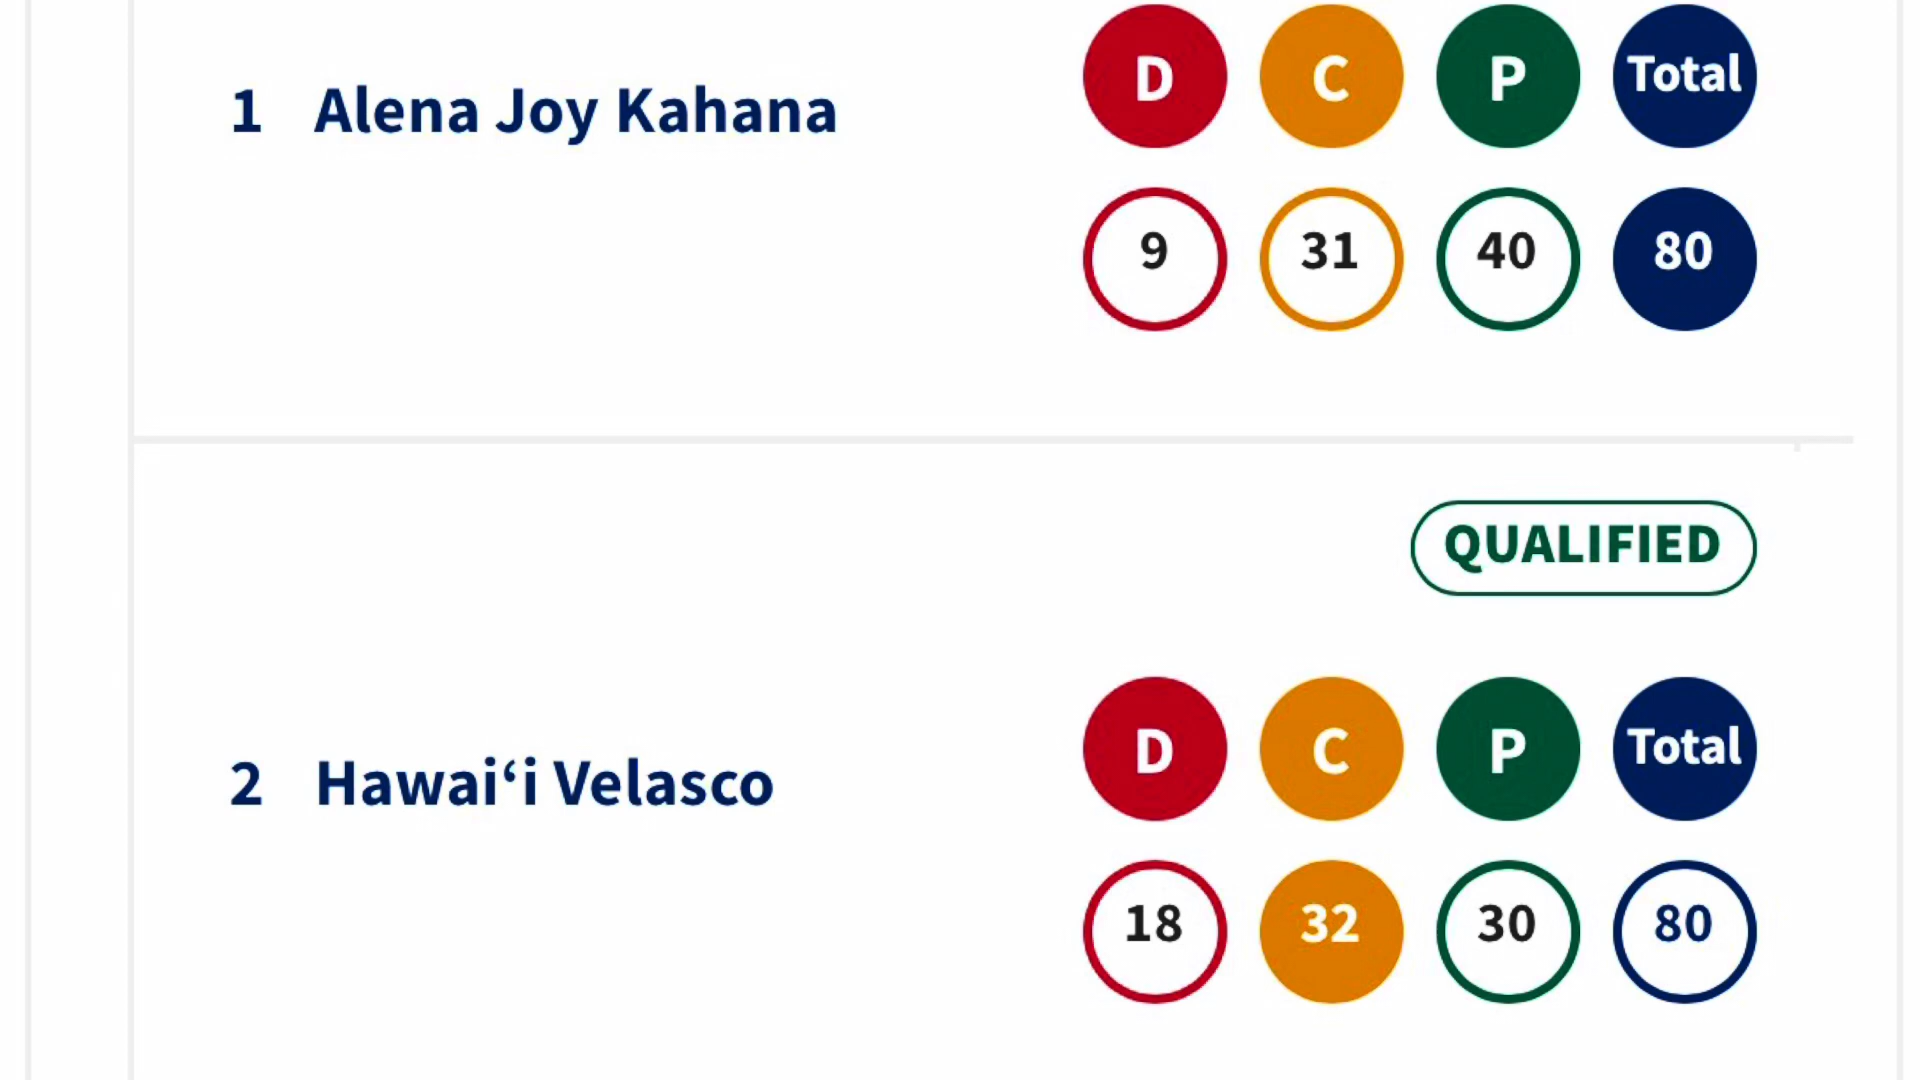 D C P Total
1 Alena Joy Kahana
9 31 40 80
QUALIFIED
D C P Total
2 Hawaiʻi Velasco
18 32 30 80